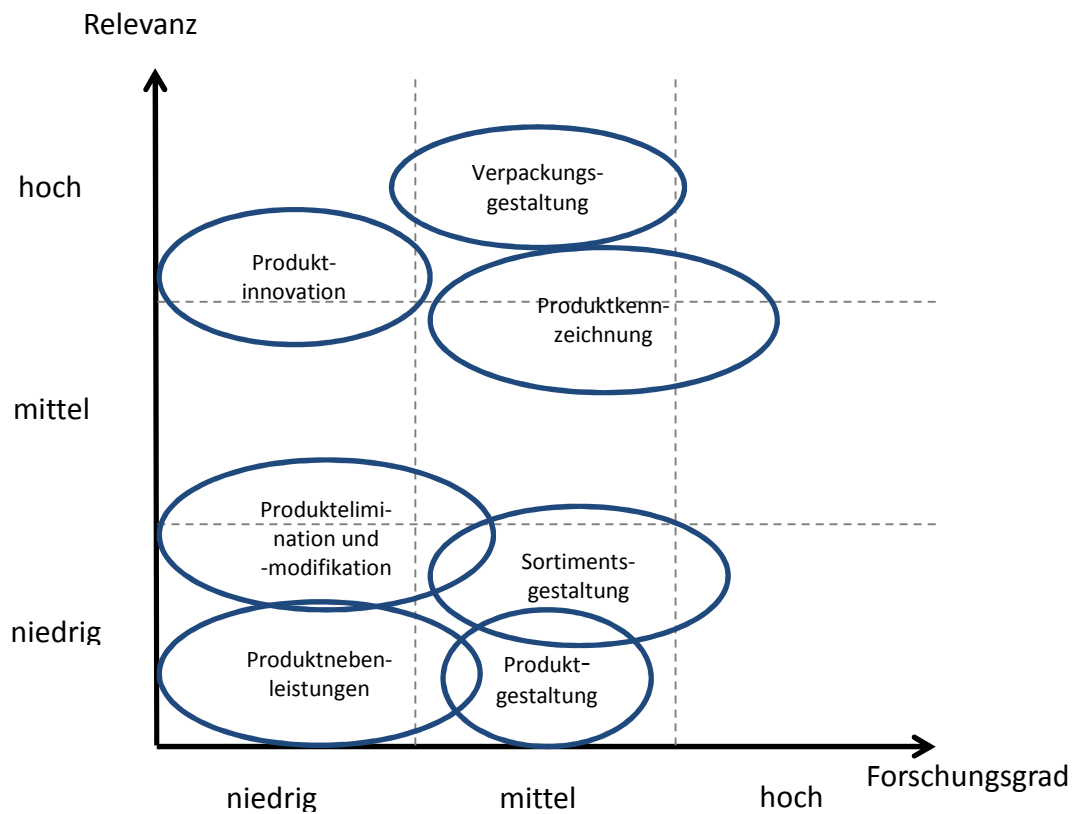 Relevanz
hoch
Verpackungs-
gestaltung
Produkt-
innovation
Produktkenn-
zeichnung
mittel
Produktelimi-
nation und
-modifikation
Sortiments-
gestaltung
niedrig
Produktneben-
leistungen
Produkt-
gestaltung
Forschungsgrad
niedrig
mittel
hoch